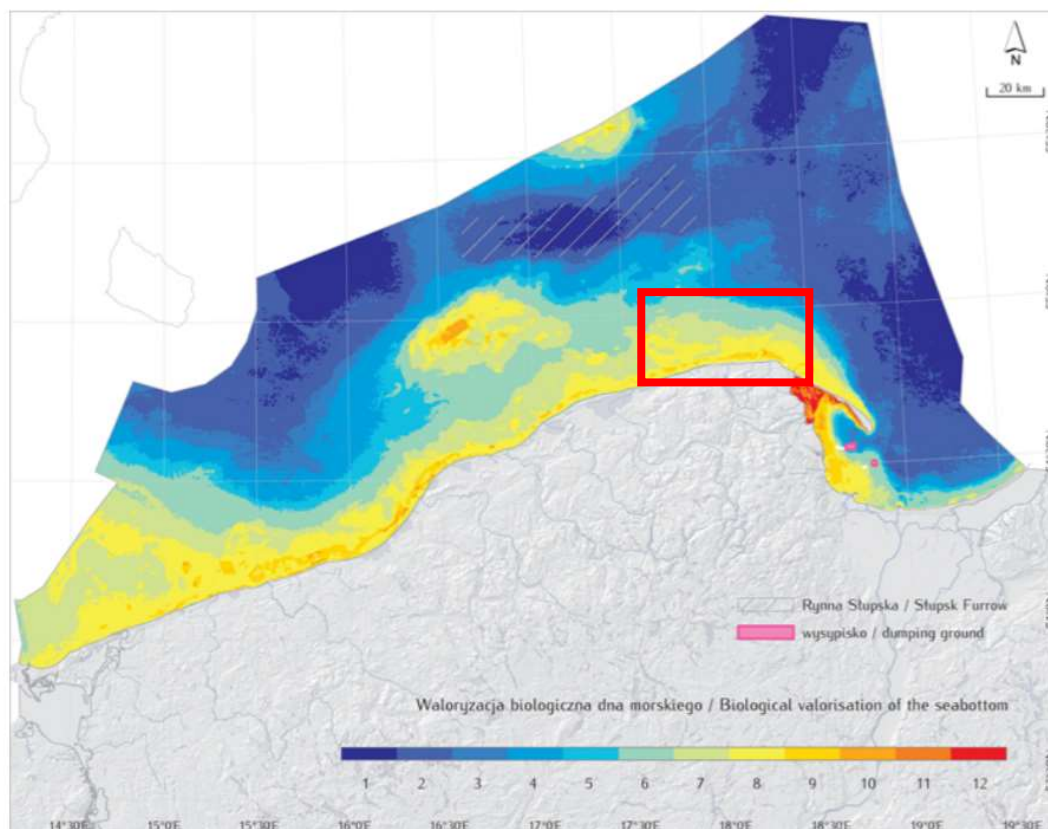 N
20 km
Rynna Słupska / Słupsk Furrow
wysypisko / dumping ground
Waloryzacja biologiczna dna morskiego / Biological valorisation of the seabottom
1 2 3 4 5 6 7 8 9 10 11 12
14°30'E 15°0'E 15°30'E 16°0'E 16°30'E 17°0'E 17°30'E 18°0'E 18°30'E 19°0'E 19°30'E